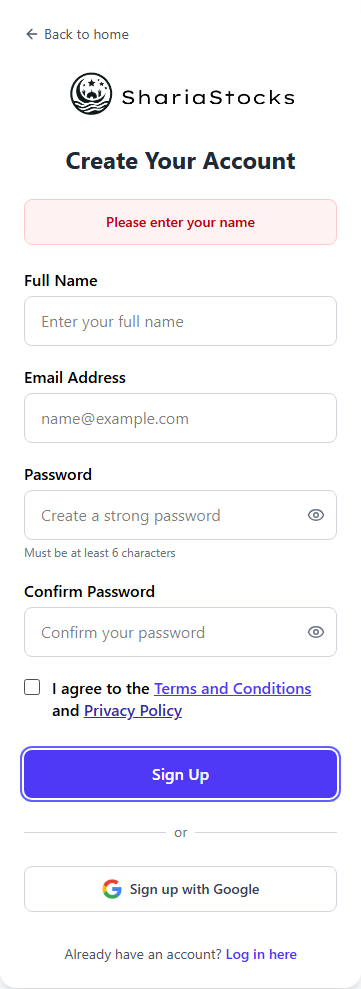 Back to home
ShariaStocks
Create Your Account
Please enter your name
Full Name
Enter your full name
Email Address
name@example.com
Password
Create a strong password
Must be at least 6 characters
Confirm Password
Confirm your password
I agree to the Terms and Conditions
and Privacy Policy
Sign Up
or
Sign up with Google
Already have an account? Log in here